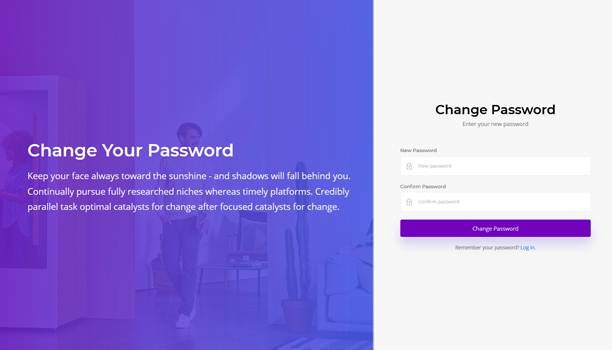 Change Your Password
Keep your face always toward the sunshine - and shadows will fall behind you.
Continually pursue fully researched niches whereas timely platforms. Credibly
parallel task optimal catalysts for change after focused catalysts for change.
Change Password
Enter your new password
New Password
New password
Confirm Password
Confirm password
Change Password
Remember your password? Log in.